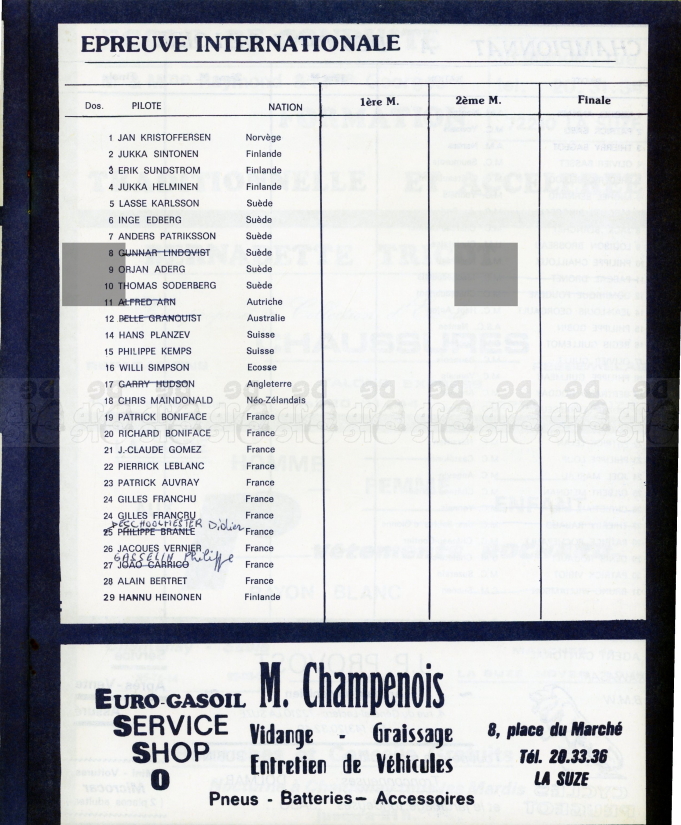 EPREUVE INTERNATIONALE
Dos. PILOTE NATION 1ère M. 2ème M. Finale
1 JAN KRISTOFFERSEN Norvège
2 JUKKA SINTONEN Finlande
3 ERIK SUNDSTROM Finlande
4 JUKKA HELMINEN Finlande
5 LASSE KARLSSON Suède
6 INGE EDBERG Suède
7 ANDERS PATRIKSSON Suède
8 GUNNAR LINDQVIST Suède
9 ORJAN ADERG Suède
10 THOMAS SODERBERG Suède
11 ALFRED ARN Autriche
12 PELLE GRANQUIST Australie
14 HANS PLANZEV Suisse
15 PHILIPPE KEMPS Suisse
16 WILLI SIMPSON Ecosse
17 GARRY HUDSON Angleterre
18 CHRIS MANDONALD Néo-Zélandais
19 PATRICK BONIFACE France
20 RICHARD BONIFACE France
21 J.-CLAUDE GOMEZ France
22 PIERRICK LEBLANC France
23 PATRICK AUVRAY France
24 GILLES FRANCHU France
24 GILLES FRANCRU France
DESCHOOLMESTER Didier
25 PHILIPPE BRANLE France
26 JACQUES VERNIER France
GASSELIN Philippe
27 JOAO CARRICO France
28 ALAIN BERTRET France
29 HANNU HEINONEN Finlande
EURO-GASOIL M. Champenois
SERVICE
SHOP
O
Vidange - Graissage
Entretien de Véhicules
Pneus - Batteries - Accessoires
8, place du Marché
Tél. 20.33.36
LA SUZE